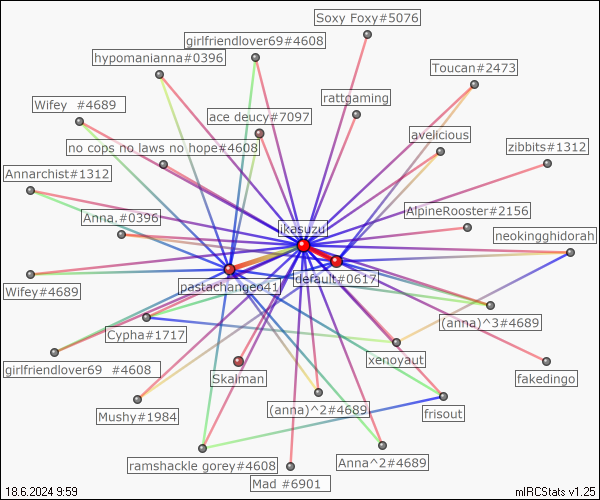 Soxy Foxy#5076
girlfriendlover69#4608
hypomanianna#0396
Toucan#2473
rattgaming
Wifey  #4689
ace deucy#7097
avelicious
no cops no laws no hope#4608
zibbits#1312
Annarchist#1312
AlpineRooster#2156
Anna.#0396
ikasuzu
neokingghidorah
default#0617
pastachangeo41
Wifey#4689
(anna)^3#4689
Cypha#1717
xenoyaut
girlfriendlover69  #4608
Skalman
fakedingo
(anna)^2#4689
frisout
Mushy#1984
Anna^2#4689
ramshackle gorey#4608
Mad #6901
18.6.2024 9:59
mIRCStats v1.25